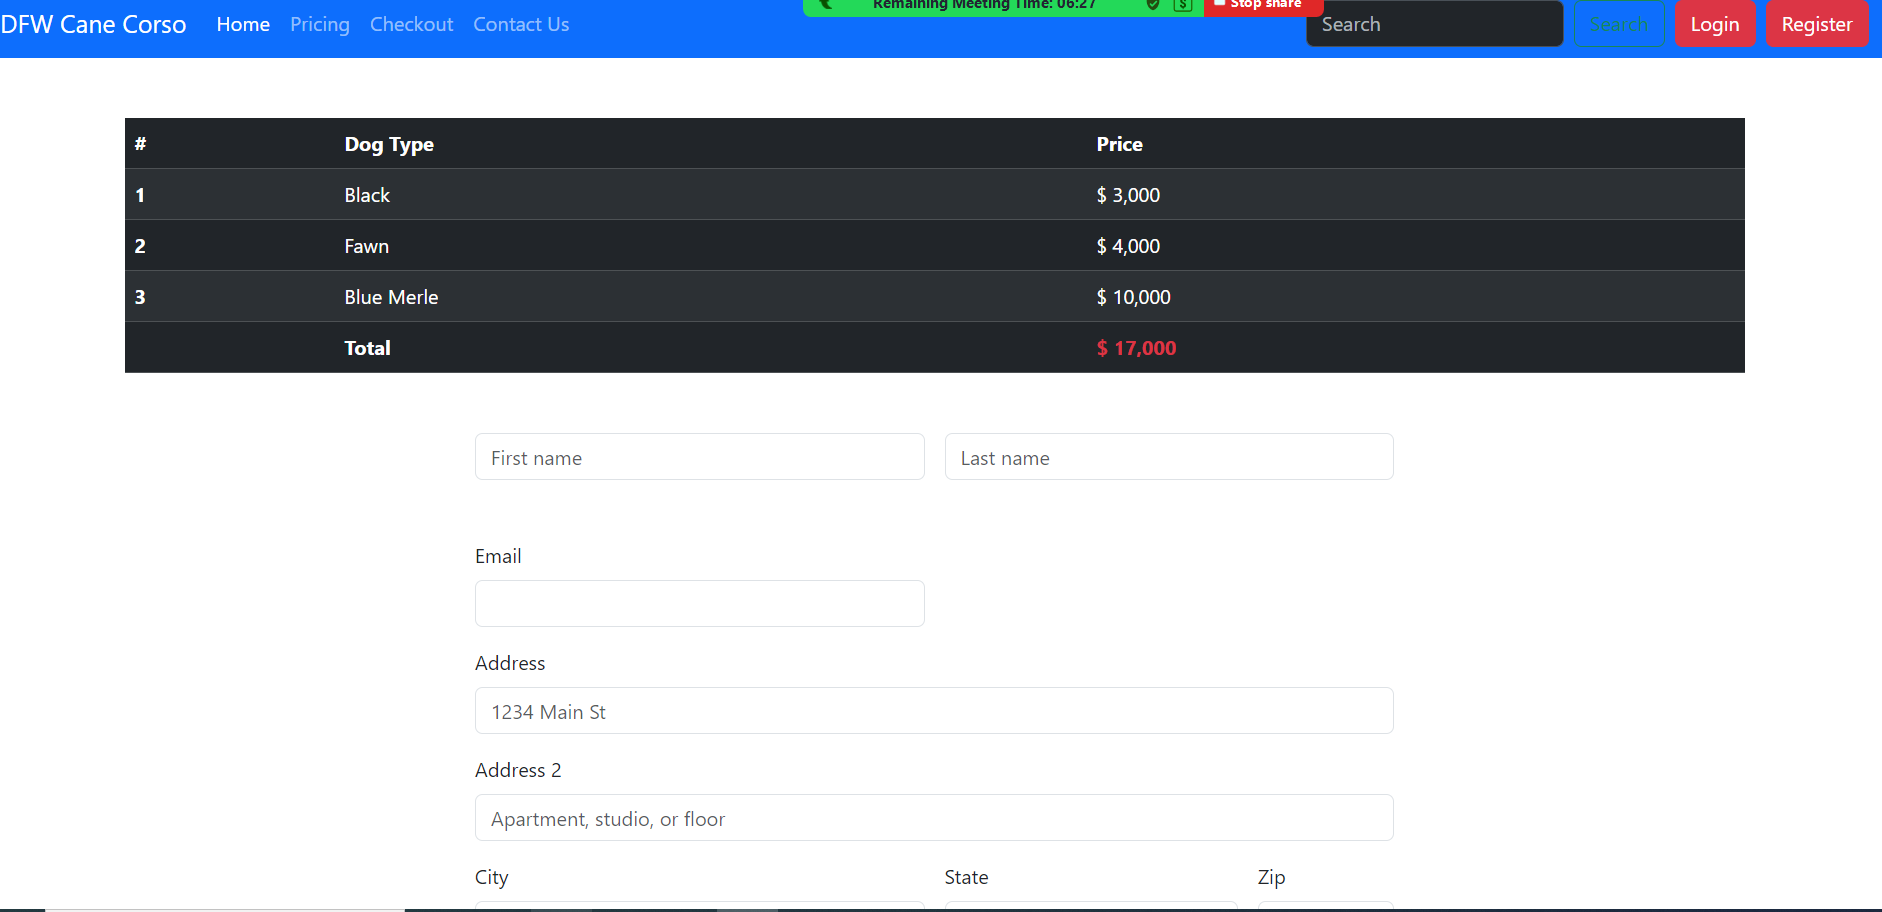 Remaining Meeting Time: 06:27 Stop share
DFW Cane Corso Home Pricing Checkout Contact Us Search Search Login Register
# Dog Type Price
1 Black $ 3,000
2 Fawn $ 4,000
3 Blue Merle $ 10,000
Total $ 17,000
First name Last name
Email
Address
1234 Main St
Address 2
Apartment, studio, or floor
City State Zip